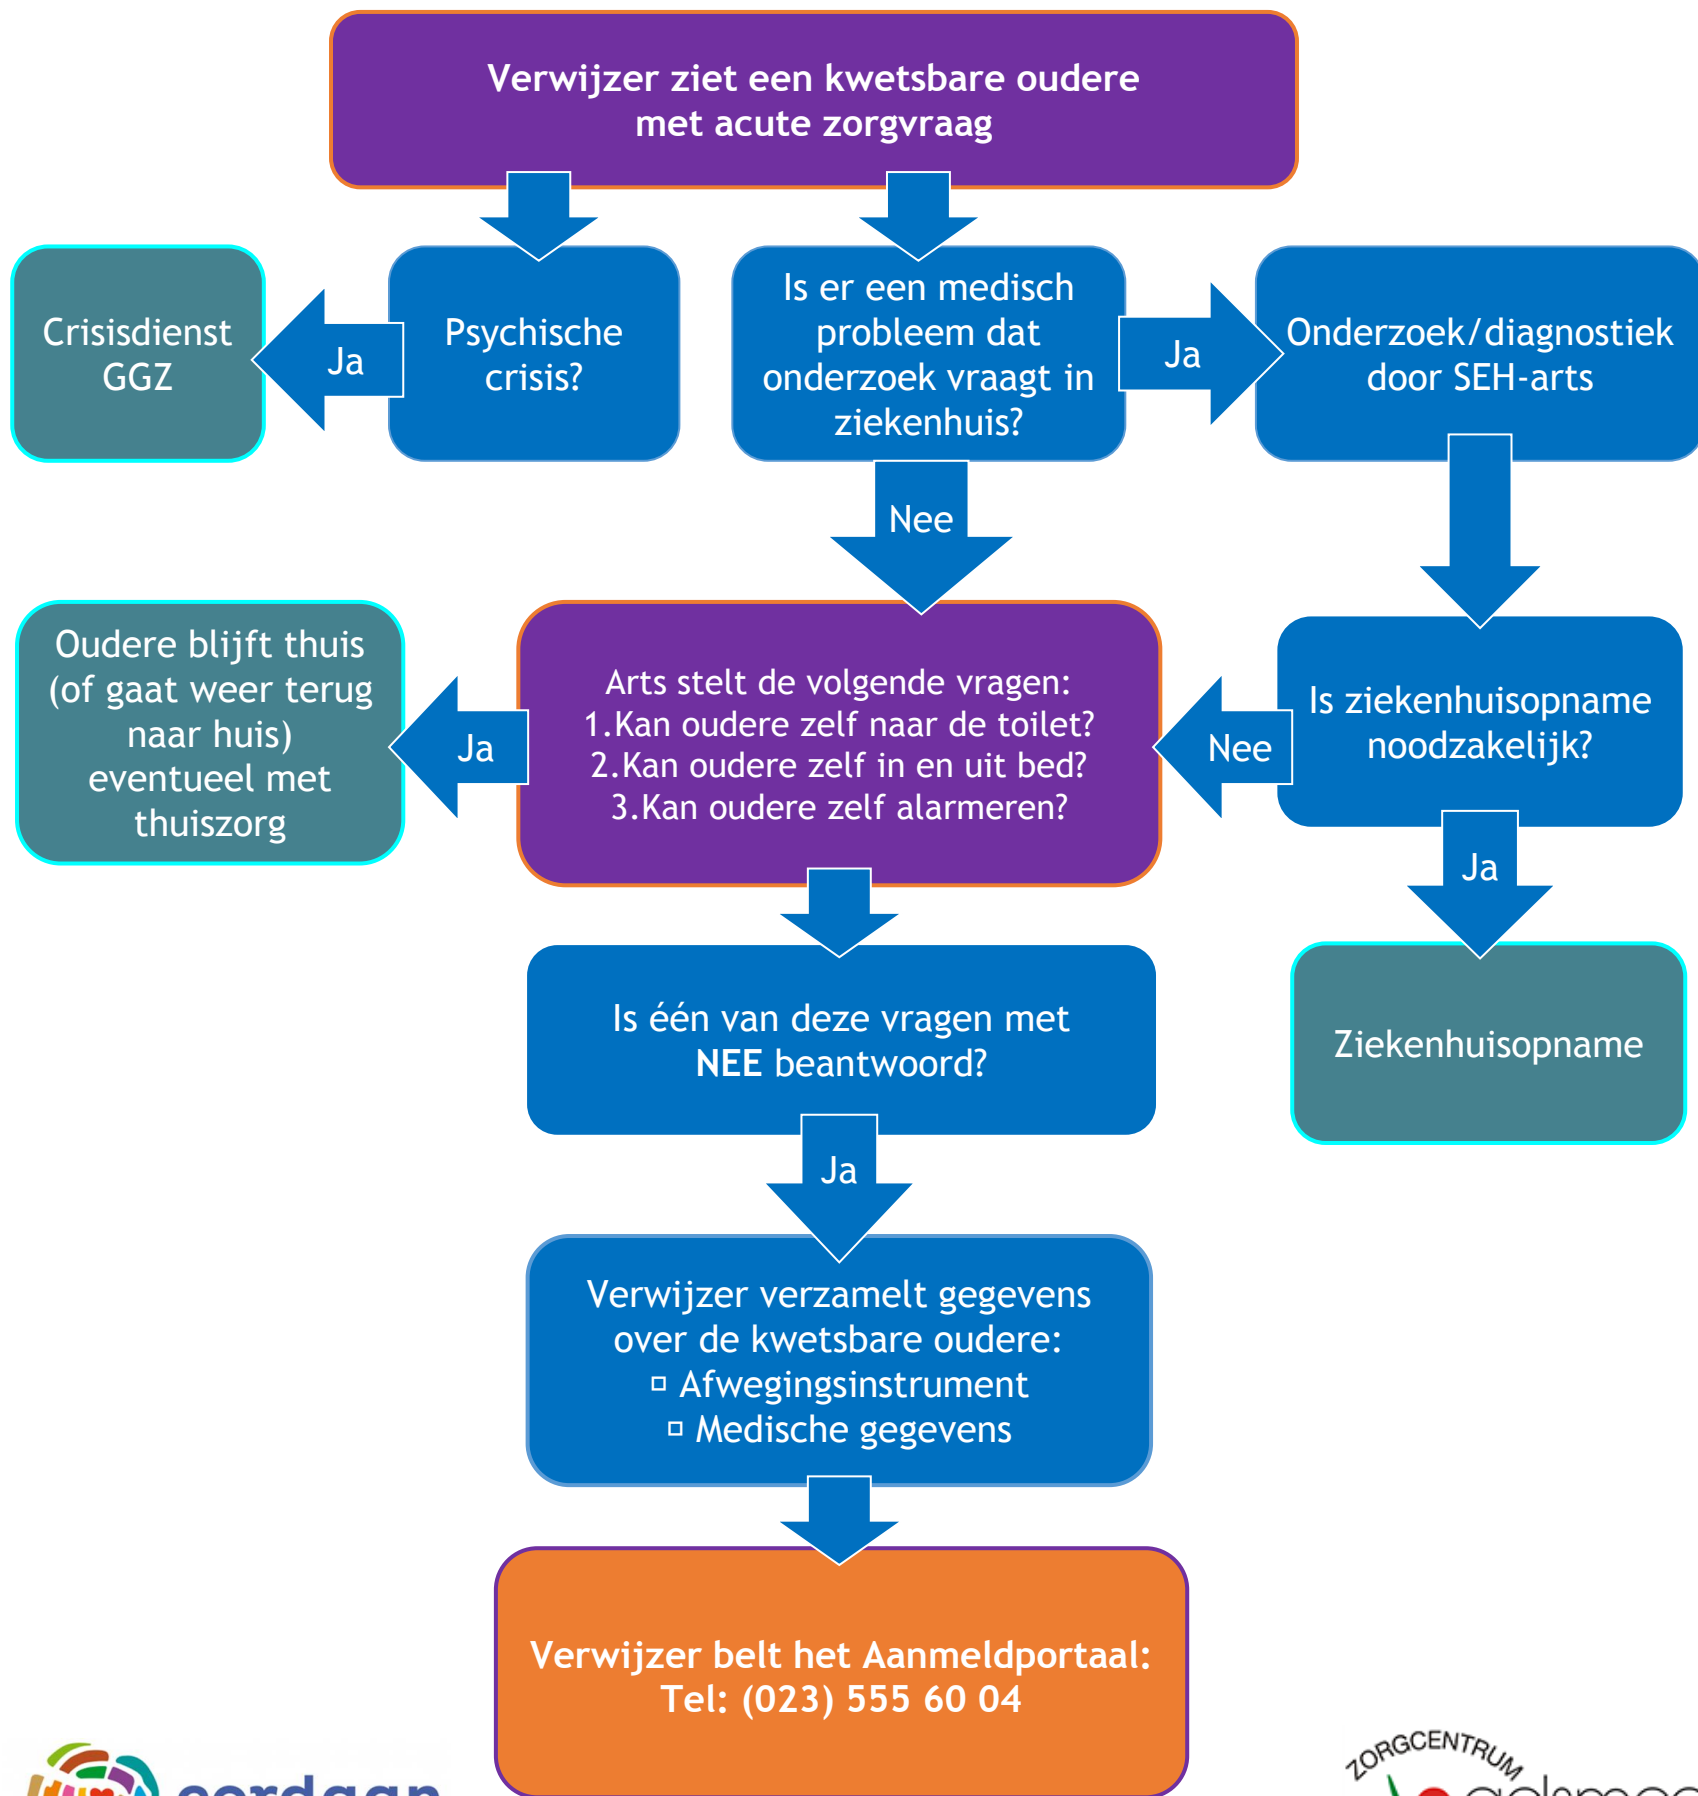 Verwijzer ziet een kwetsbare oudere
met acute zorgvraag
Crisisdienst
GGZ
Ja
Psychische
crisis?
Is er een medisch
probleem dat
onderzoek vraagt in
ziekenhuis?
Ja
Onderzoek/diagnostiek
door SEH-arts
Nee
Oudere blijft thuis
(of gaat weer terug
naar huis)
eventueel met
thuiszorg
Ja
Arts stelt de volgende vragen:
1.Kan oudere zelf naar de toilet?
2.Kan oudere zelf in en uit bed?
3.Kan oudere zelf alarmeren?
Nee
Is ziekenhuisopname
noodzakelijk?
Ja
Is één van deze vragen met
NEE beantwoord?
Ziekenhuisopname
Ja
Verwijzer verzamelt gegevens
over de kwetsbare oudere:
▫ Afwegingsinstrument
▫ Medische gegevens
Verwijzer belt het Aanmeldportaal:
Tel: (023) 555 60 04
ZORGCENTRUM